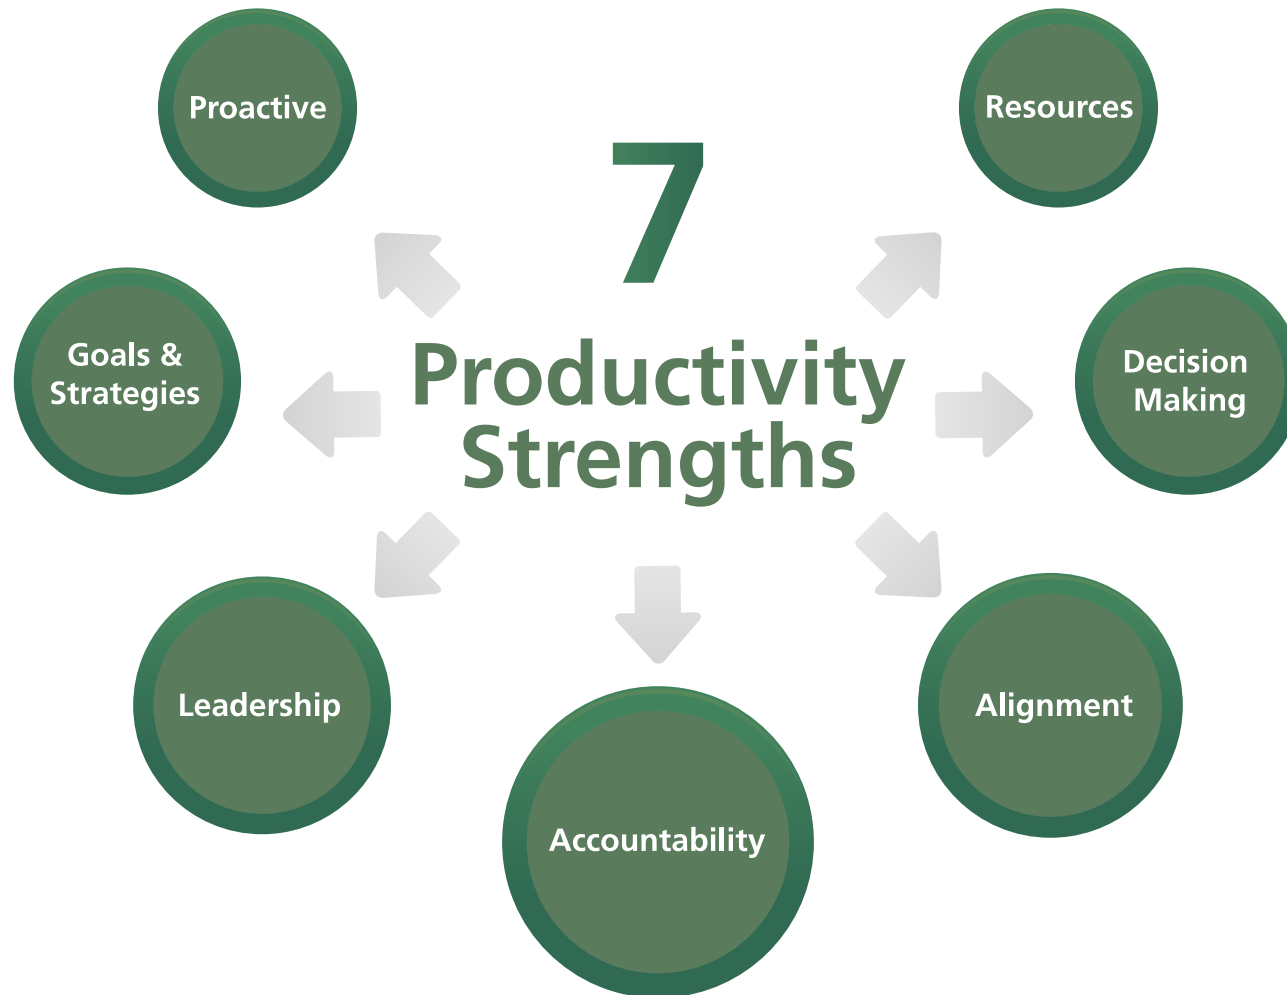 Proactive
Resources
7
Productivity
Strengths
Goals &
Strategies
Decision
Making
Leadership
Alignment
Accountability